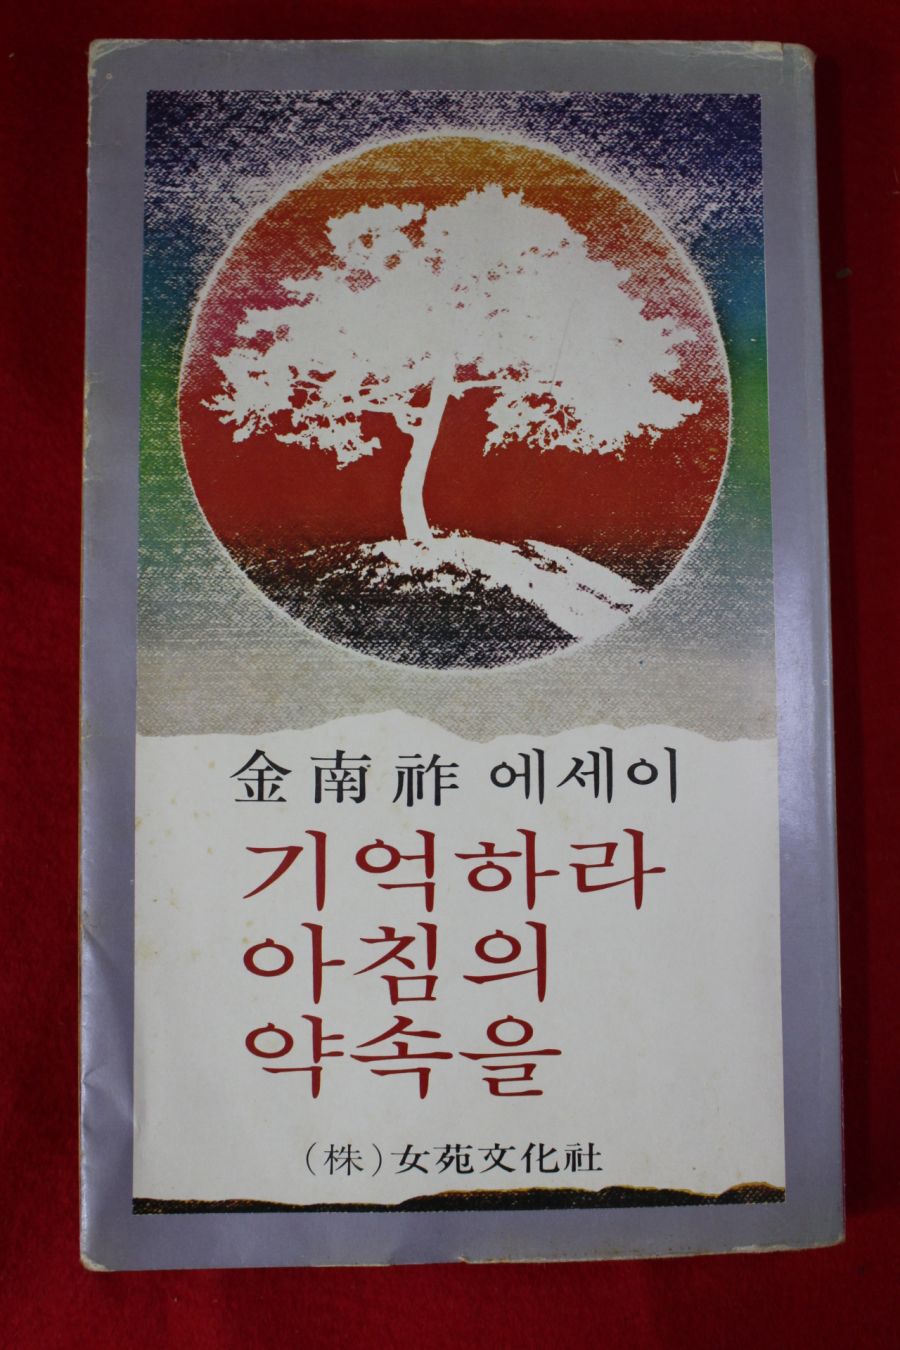 金南祚 에세이
기억하라
아침의
약속을
(株)女苑文化社